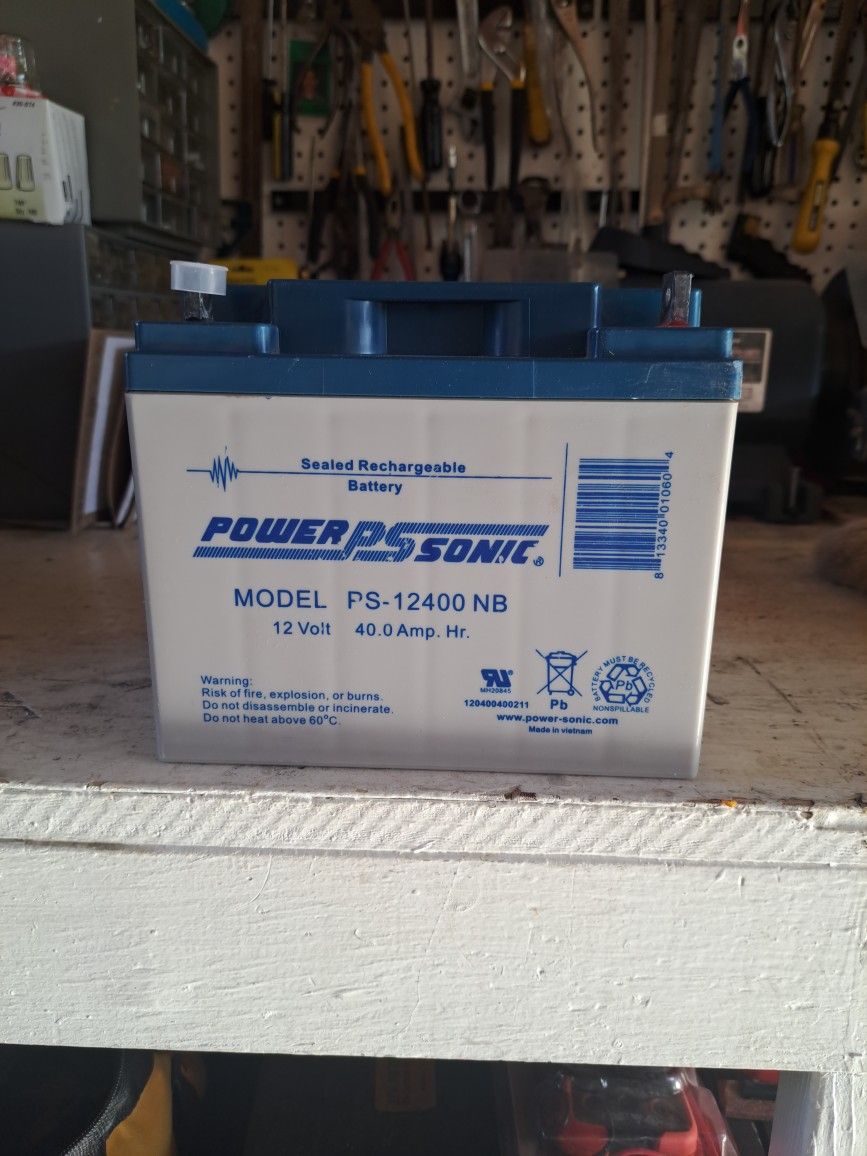 Sealed Rechargeable
Battery
POWER PS SONIC®
8 13340 01060 4
MODEL PS-12400 NB
12 Volt 40.0 Amp. Hr.
Warning:
Risk of fire, explosion, or burns.
Do not disassemble or incinerate.
Do not heat above 60°C.
MH20845
120400400211
Pb
BATTERY MUST BE RECYCLED
Pb
NONSPILLABLE
www.power-sonic.com
Made in vietnam